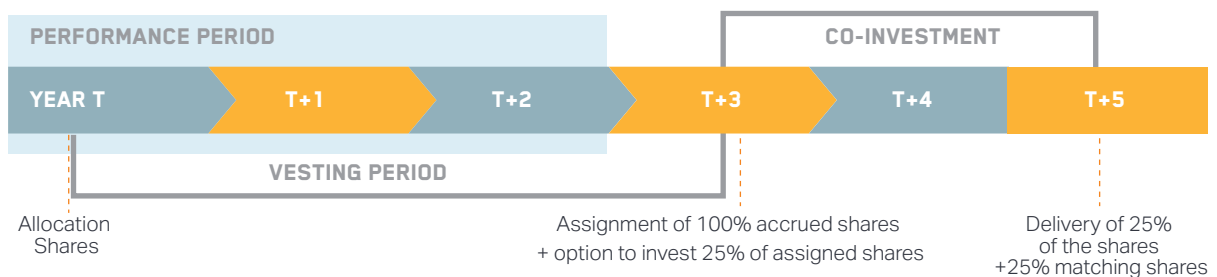 PERFORMANCE PERIOD
CO-INVESTMENT
YEAR T
T+1
T+2
T+3
T+4
T+5
VESTING PERIOD
Allocation
Shares
Assignment of 100% accrued shares
+ option to invest 25% of assigned shares
Delivery of 25%
of the shares
+25% matching shares